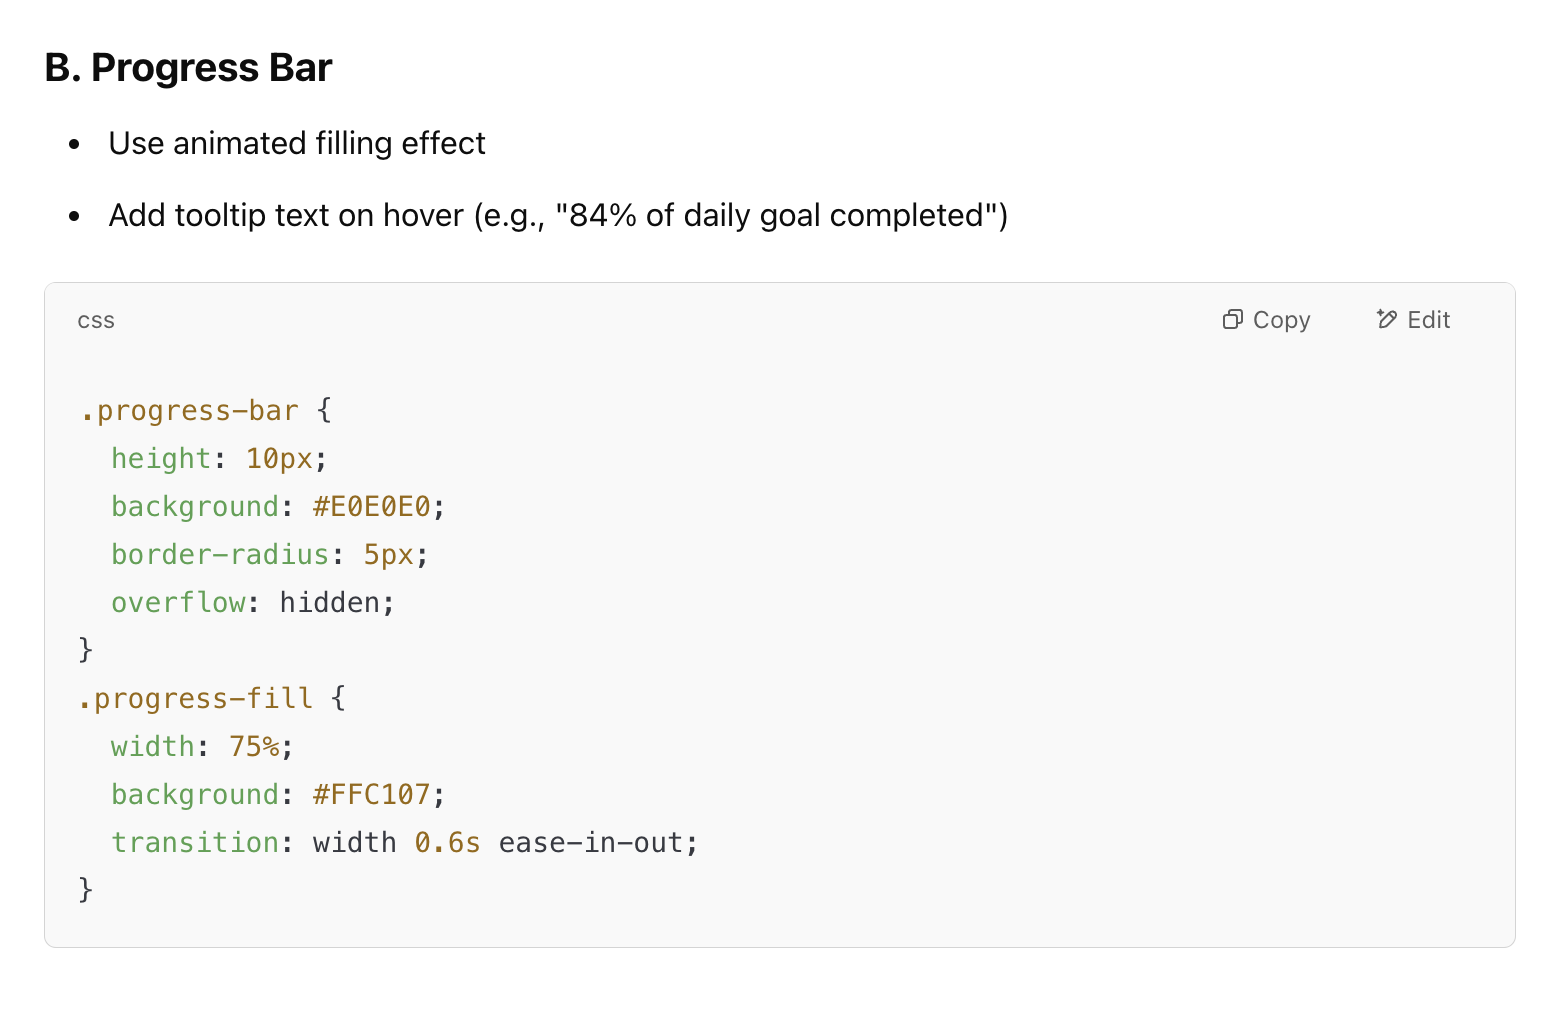 B. Progress Bar
• Use animated filling effect
• Add tooltip text on hover (e.g., "84% of daily goal completed")
css Copy Edit
.progress-bar {
  height: 10px;
  background: #E0E0E0;
  border-radius: 5px;
  overflow: hidden;
}
.progress-fill {
  width: 75%;
  background: #FFC107;
  transition: width 0.6s ease-in-out;
}